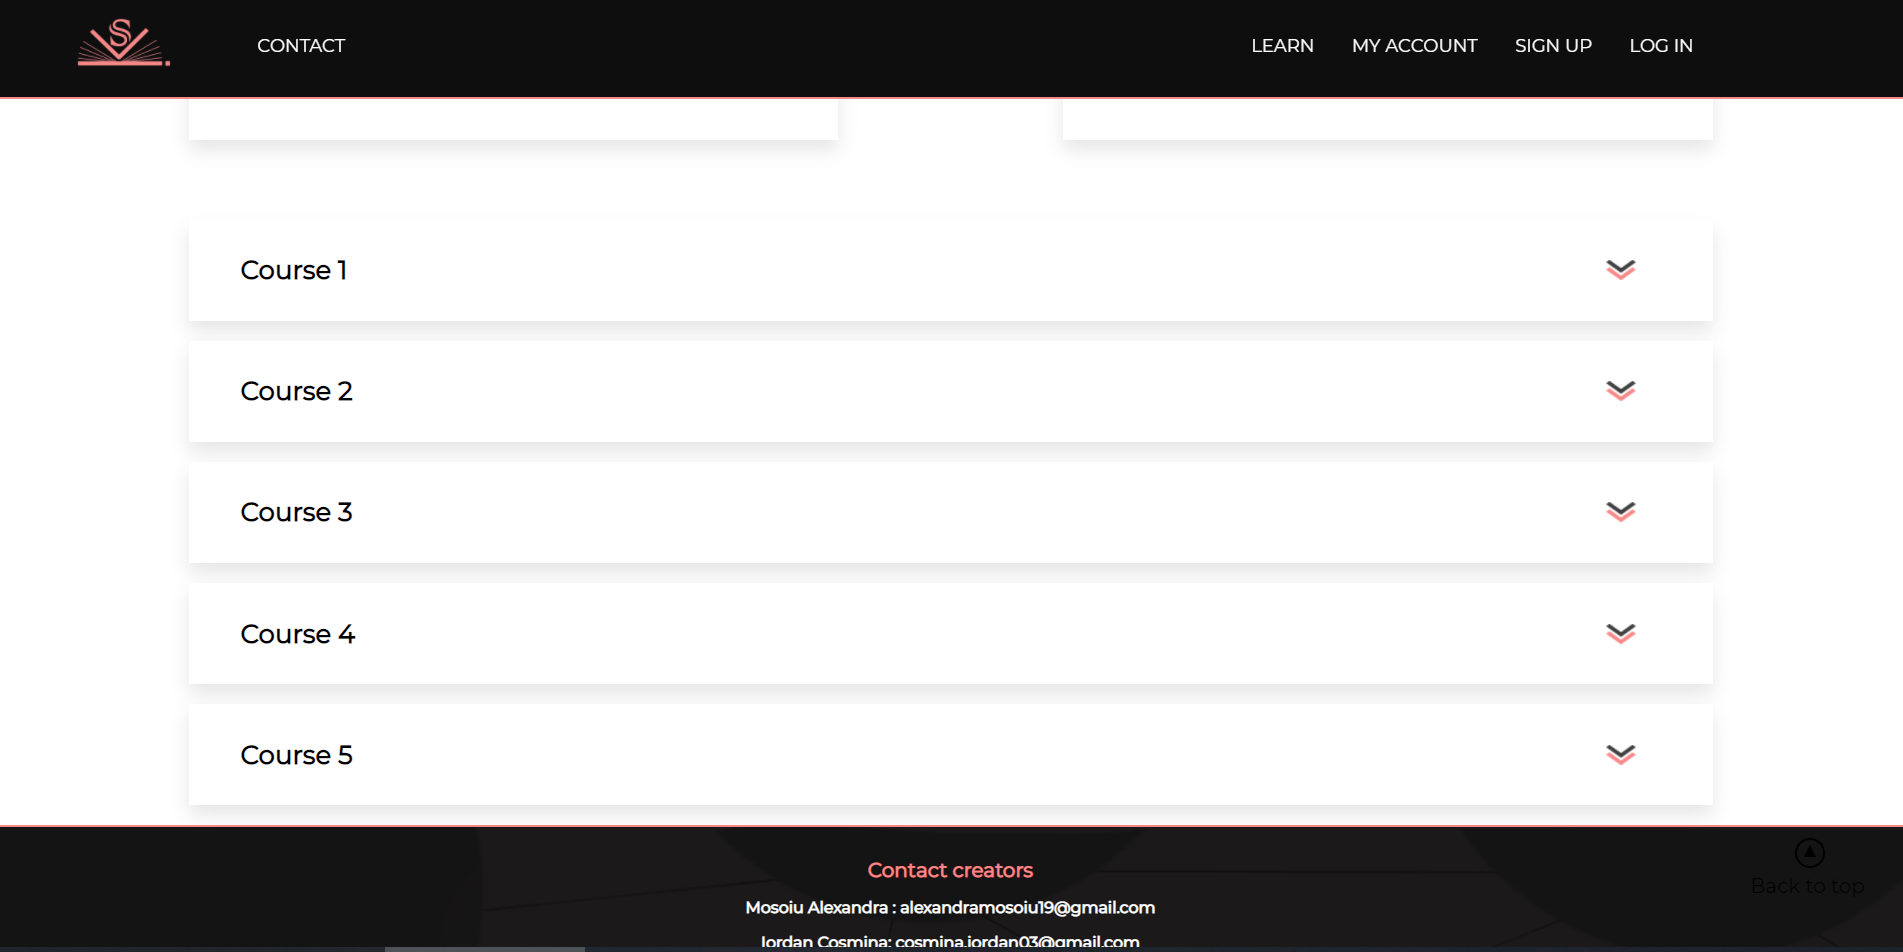 CONTACT LEARN MY ACCOUNT SIGN UP LOG IN
Course 1
Course 2
Course 3
Course 4
Course 5
Contact creators
Back to top
Mosoiu Alexandra : alexandramosoiu19@gmail.com
Iordan Cosmina: cosmina.iordan03@gmail.com